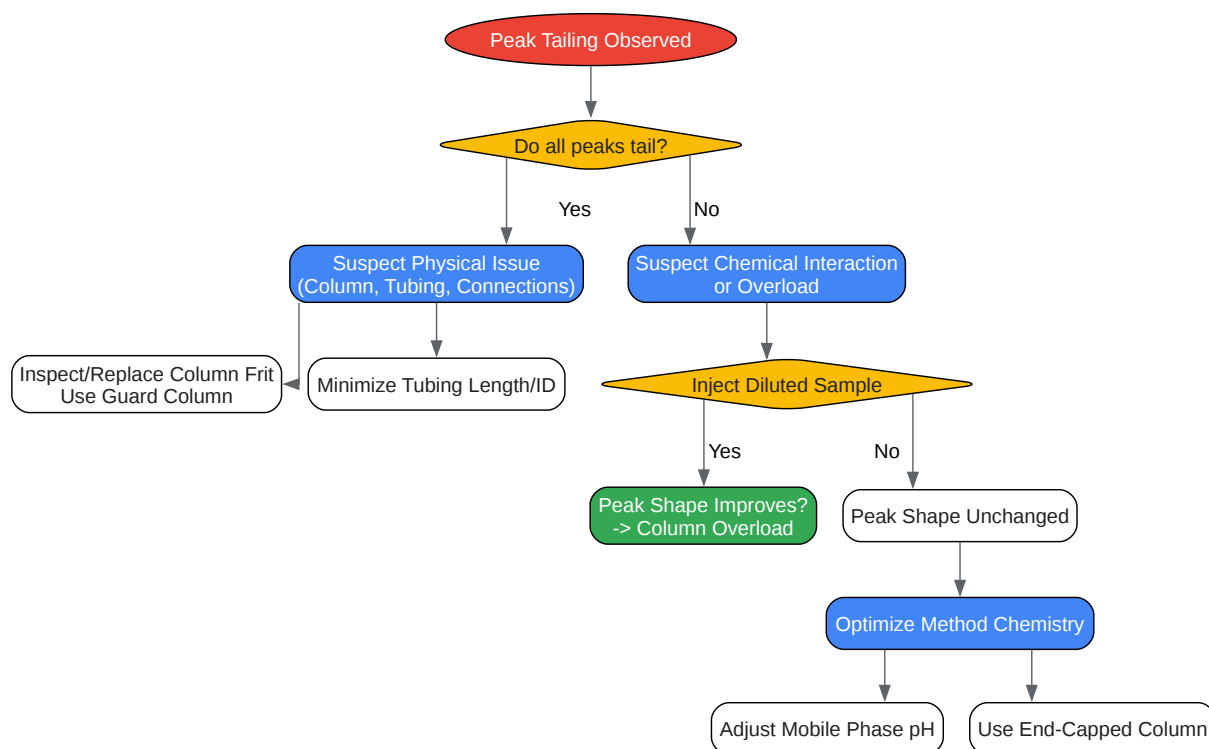 Peak Tailing Observed
Do all peaks tail?
Yes
No
Suspect Physical Issue
(Column, Tubing, Connections)
Suspect Chemical Interaction
or Overload
Inspect/Replace Column Frit
Use Guard Column
Minimize Tubing Length/ID
Inject Diluted Sample
Yes
No
Peak Shape Improves?
-> Column Overload
Peak Shape Unchanged
Optimize Method Chemistry
Adjust Mobile Phase pH
Use End-Capped Column